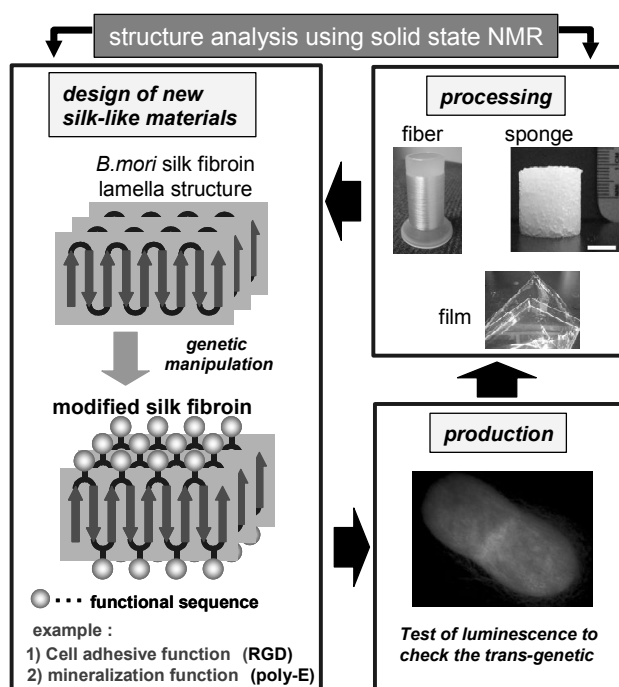 structure analysis using solid state NMR
design of new
silk-like materials
B.mori silk fibroin
lamella structure
genetic
manipulation
modified silk fibroin
··· functional sequence
example :
1) Cell adhesive function (RGD)
2) mineralization function (poly-E)
processing
fiber
sponge
film
production
Test of luminescence to
check the trans-genetic